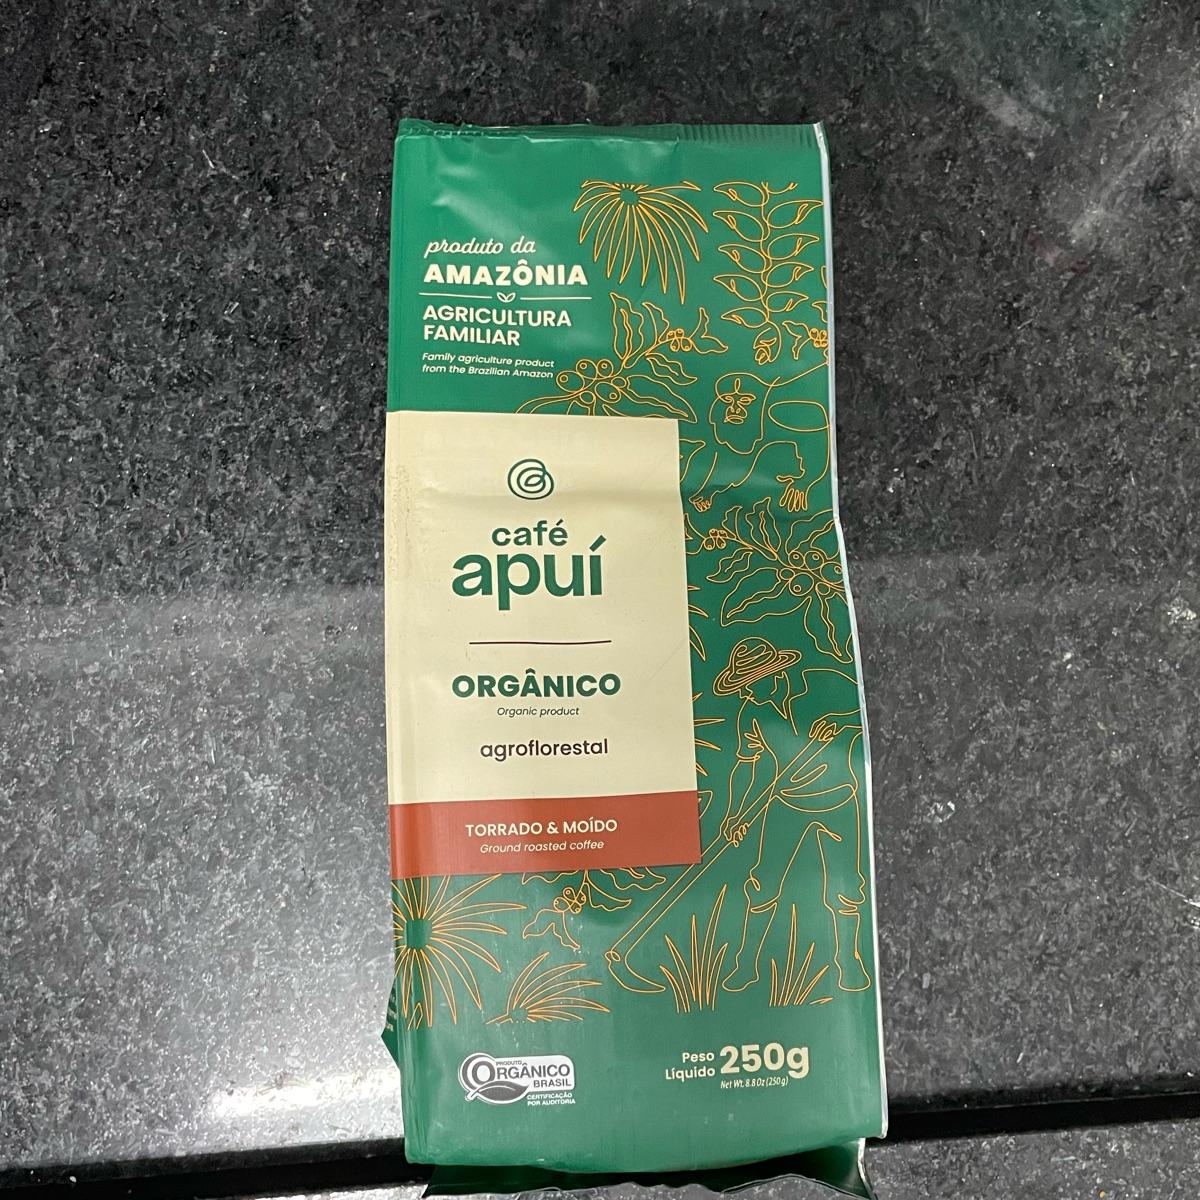 produto da
AMAZÔNIA
AGRICULTURA
FAMILIAR
Family agriculture product
from the Brazilian Amazon
café
apuí
ORGÂNICO
Organic product
agroflorestal
TORRADO & MOÍDO
Ground roasted coffee
PRODUTO
ORGÂNICO
BRASIL
CERTIFICAÇÃO
POR AUDITORIA
Peso
Líquido 250g
Net Wt. 8.8 Oz (250 g)